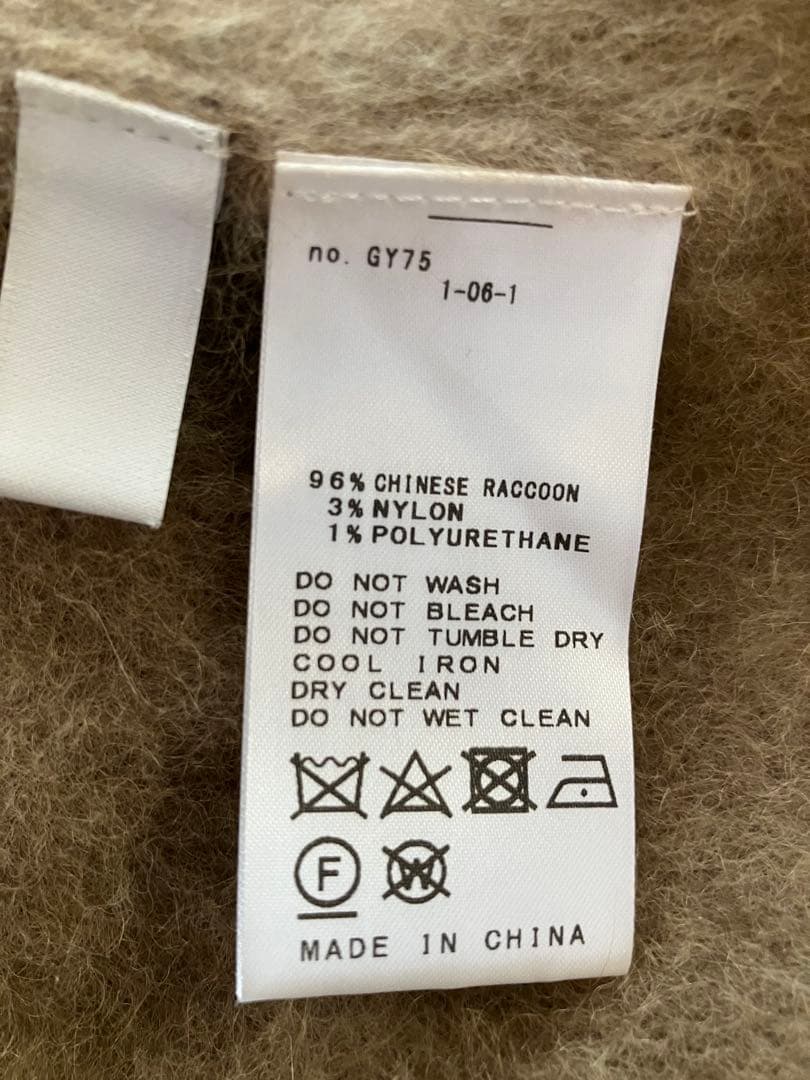 no. GY75
1-06-1
96% CHINESE RACCOON
3% NYLON
1% POLYURETHANE
DO NOT WASH
DO NOT BLEACH
DO NOT TUMBLE DRY
COOL IRON
DRY CLEAN
DO NOT WET CLEAN
F W
MADE IN CHINA